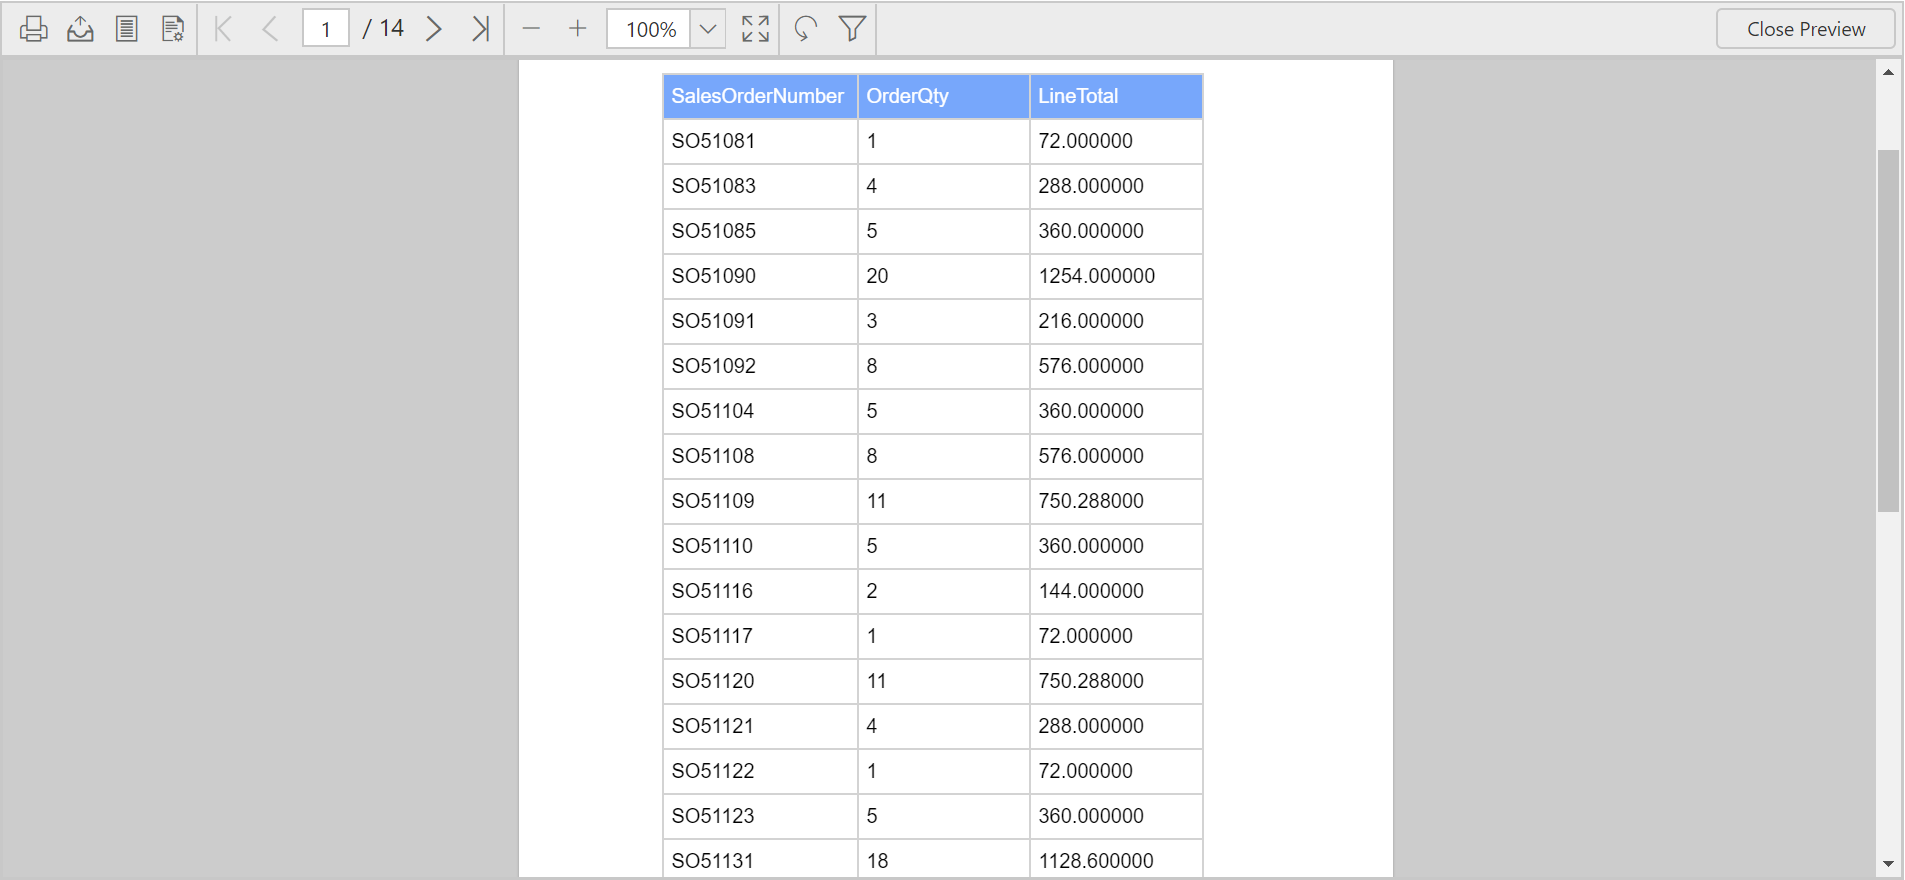 1 / 14 100% Close Preview
SalesOrderNumber OrderQty LineTotal
SO51081 1 72.000000
SO51083 4 288.000000
SO51085 5 360.000000
SO51090 20 1254.000000
SO51091 3 216.000000
SO51092 8 576.000000
SO51104 5 360.000000
SO51108 8 576.000000
SO51109 11 750.288000
SO51110 5 360.000000
SO51116 2 144.000000
SO51117 1 72.000000
SO51120 11 750.288000
SO51121 4 288.000000
SO51122 1 72.000000
SO51123 5 360.000000
SO51131 18 1128.600000